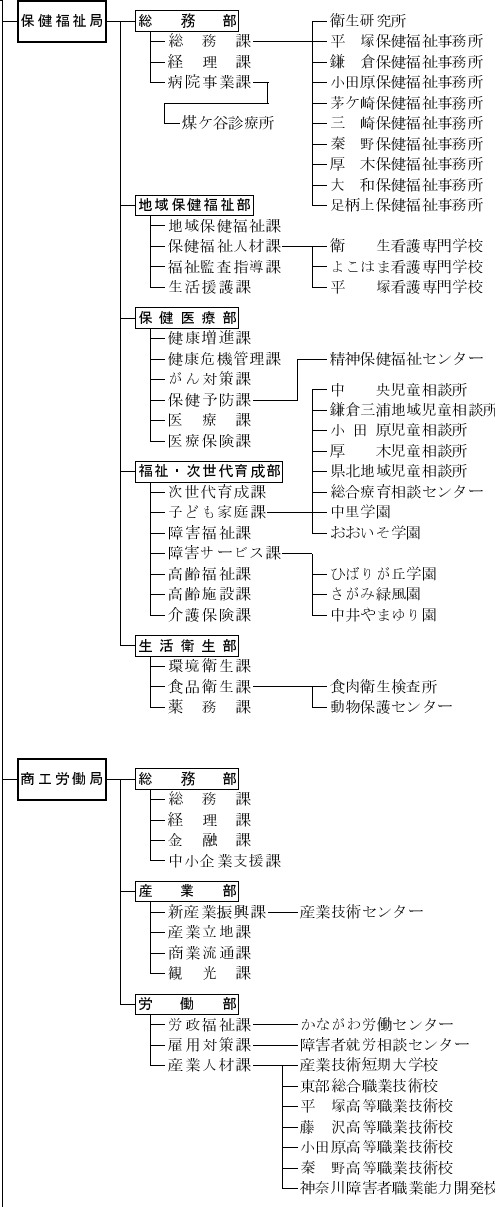 保健福祉局
総務部
総務課
経理課
病院事業課
煤ケ谷診療所
衛生研究所
平塚保健福祉事務所
鎌倉保健福祉事務所
小田原保健福祉事務所
茅ケ崎保健福祉事務所
三崎保健福祉事務所
秦野保健福祉事務所
厚木保健福祉事務所
大和保健福祉事務所
足柄上保健福祉事務所
地域保健福祉部
地域保健福祉課
保健福祉人材課
福祉監査指導課
生活援護課
衛生看護専門学校
よこはま看護専門学校
平塚看護専門学校
保健医療部
健康増進課
健康危機管理課
がん対策課
保健予防課
医療課
医療保険課
精神保健福祉センター
福祉・次世代育成部
次世代育成課
子ども家庭課
障害福祉課
障害サービス課
高齢福祉課
高齢施設課
介護保険課
中央児童相談所
鎌倉三浦地域児童相談所
小田原児童相談所
厚木児童相談所
県北地域児童相談所
総合療育相談センター
中里学園
おおいそ学園
ひばりが丘学園
さがみ緑風園
中井やまゆり園
生活衛生部
環境衛生課
食品衛生課
薬務課
食肉衛生検査所
動物保護センター
商工労働局
総務部
総務課
経理課
金融課
中小企業支援課
産業部
新産業振興課
産業立地課
商業流通課
観光課
産業技術センター
労働部
労政福祉課
雇用対策課
産業人材課
かながわ労働センター
障害者就労相談センター
産業技術短期大学校
東部総合職業技術校
平塚高等職業技術校
藤沢高等職業技術校
小田原高等職業技術校
秦野高等職業技術校
神奈川障害者職業能力開発校